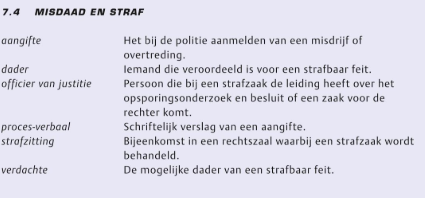 7.4 MISDAAD EN STRAF
aangifte Het bij de politie aanmelden van een misdrijf of
overtreding.
dader Iemand die veroordeeld is voor een strafbaar feit.
officier van justitie Persoon die bij een strafzaak de leiding heeft over het
opsporingsonderzoek en besluit of een zaak voor de
rechter komt.
proces-verbaal Schriftelijk verslag van een aangifte.
strafzitting Bijeenkomst in een rechtszaal waarbij een strafzaak wordt
behandeld.
verdachte De mogelijke dader van een strafbaar feit.